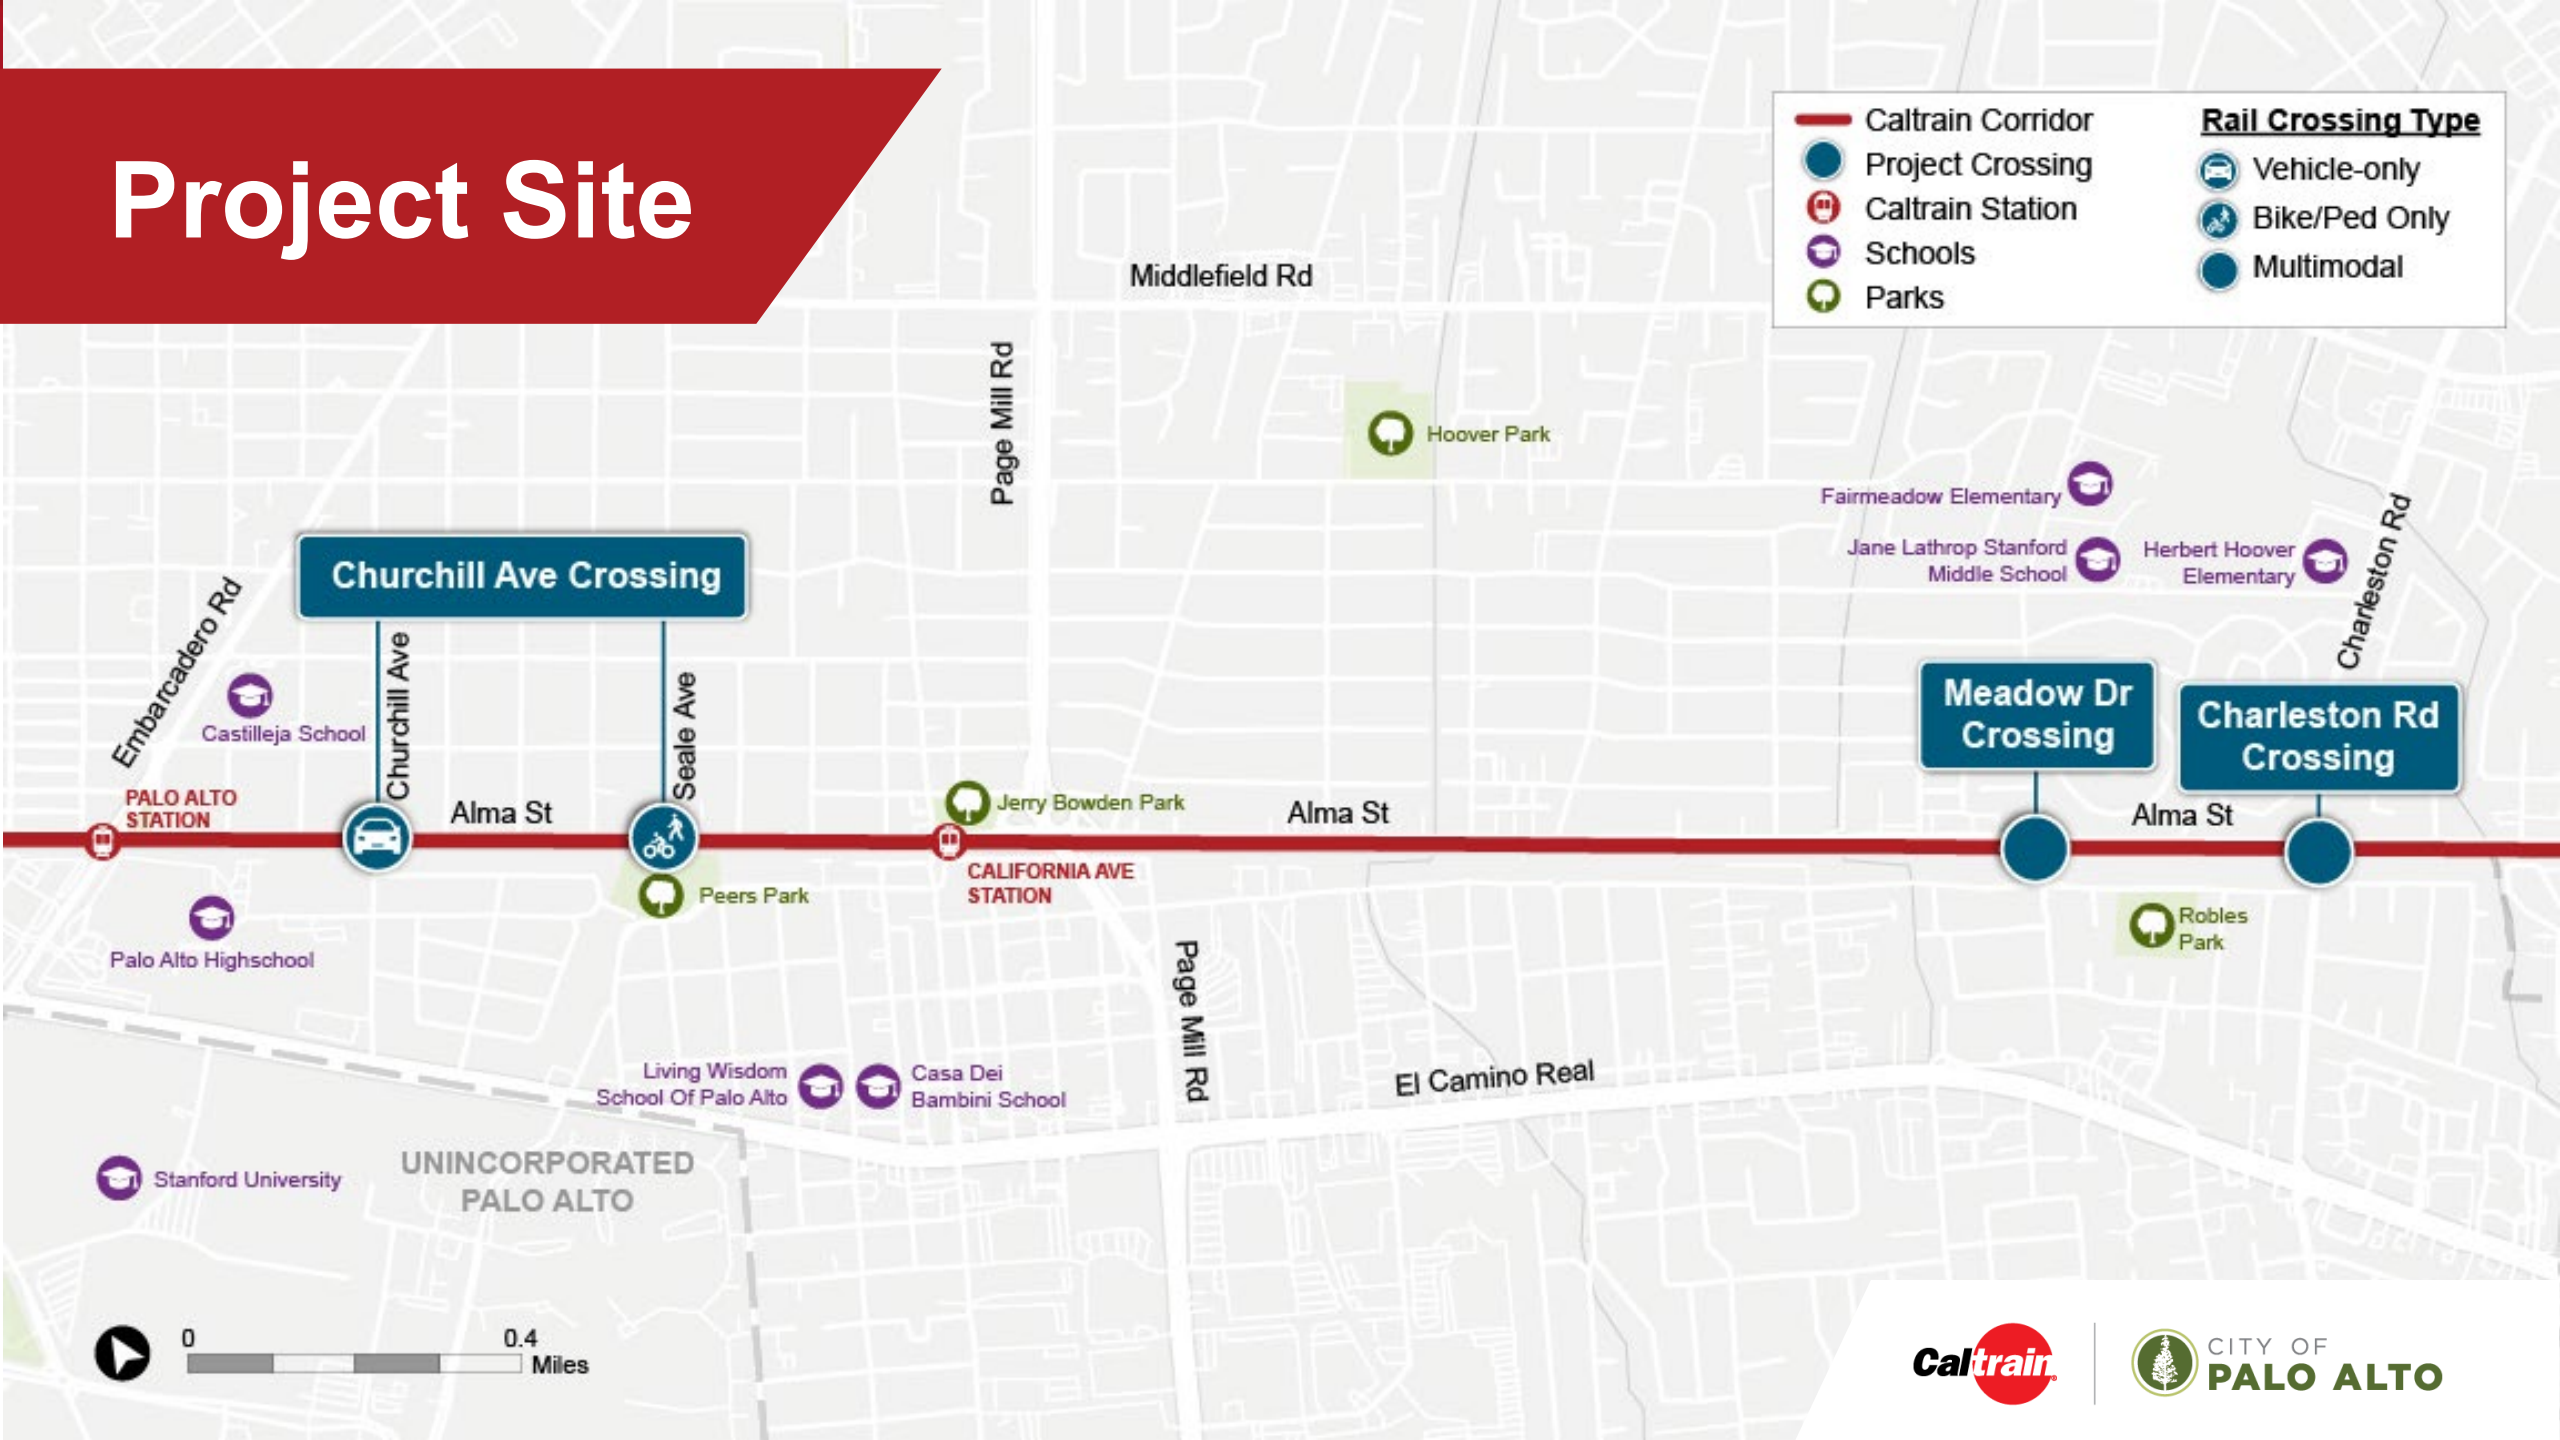 Project Site
Caltrain Corridor
Project Crossing
Caltrain Station
Schools
Parks
Rail Crossing Type
Vehicle-only
Bike/Ped Only
Multimodal
Middlefield Rd
Page Mill Rd
Hoover Park
Fairmeadow Elementary
Jane Lathrop Stanford
Middle School
Herbert Hoover
Elementary
Charleston Rd
Churchill Ave Crossing
Embarcadero Rd
Churchill Ave
Seale Ave
Castilleja School
Meadow Dr
Crossing
Charleston Rd
Crossing
PALO ALTO
STATION
Alma St
Jerry Bowden Park
Alma St
Alma St
CALIFORNIA AVE
STATION
Peers Park
Robles
Park
Palo Alto Highschool
Page Mill Rd
Living Wisdom
School Of Palo Alto
Casa Dei
Bambini School
El Camino Real
Stanford University
UNINCORPORATED
PALO ALTO
0 0.4
Miles
Caltrain
CITY OF
PALO ALTO